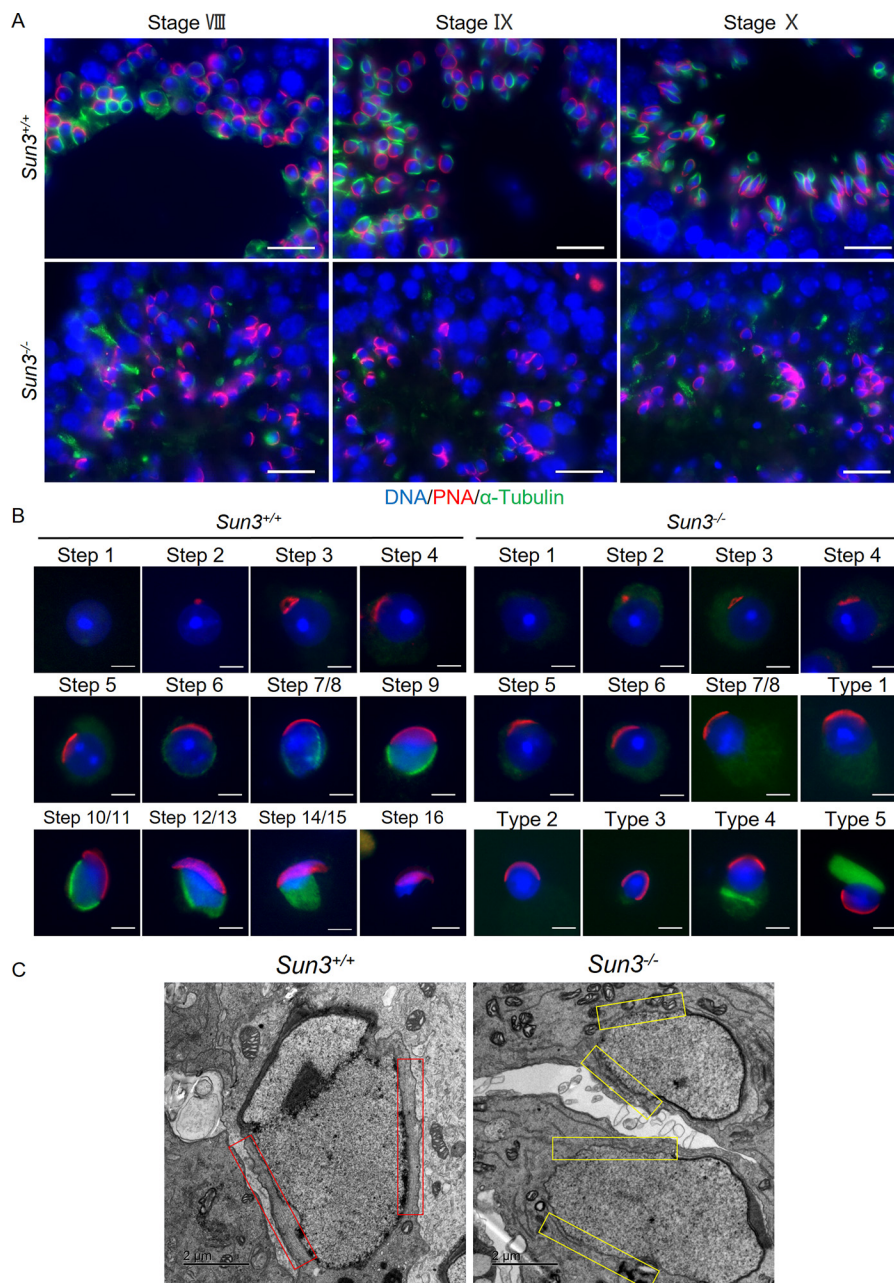 A
Stage Ⅷ Stage Ⅸ Stage Ⅹ
Sun3+/+
Sun3-/-
DNA/PNA/α-Tubulin
B
Sun3+/+ Sun3-/-
Step 1 Step 2 Step 3 Step 4 Step 1 Step 2 Step 3 Step 4
Step 5 Step 6 Step 7/8 Step 9 Step 5 Step 6 Step 7/8 Type 1
Step 10/11 Step 12/13 Step 14/15 Step 16 Type 2 Type 3 Type 4 Type 5
C
Sun3+/+ Sun3-/-
2 μm 2 μm